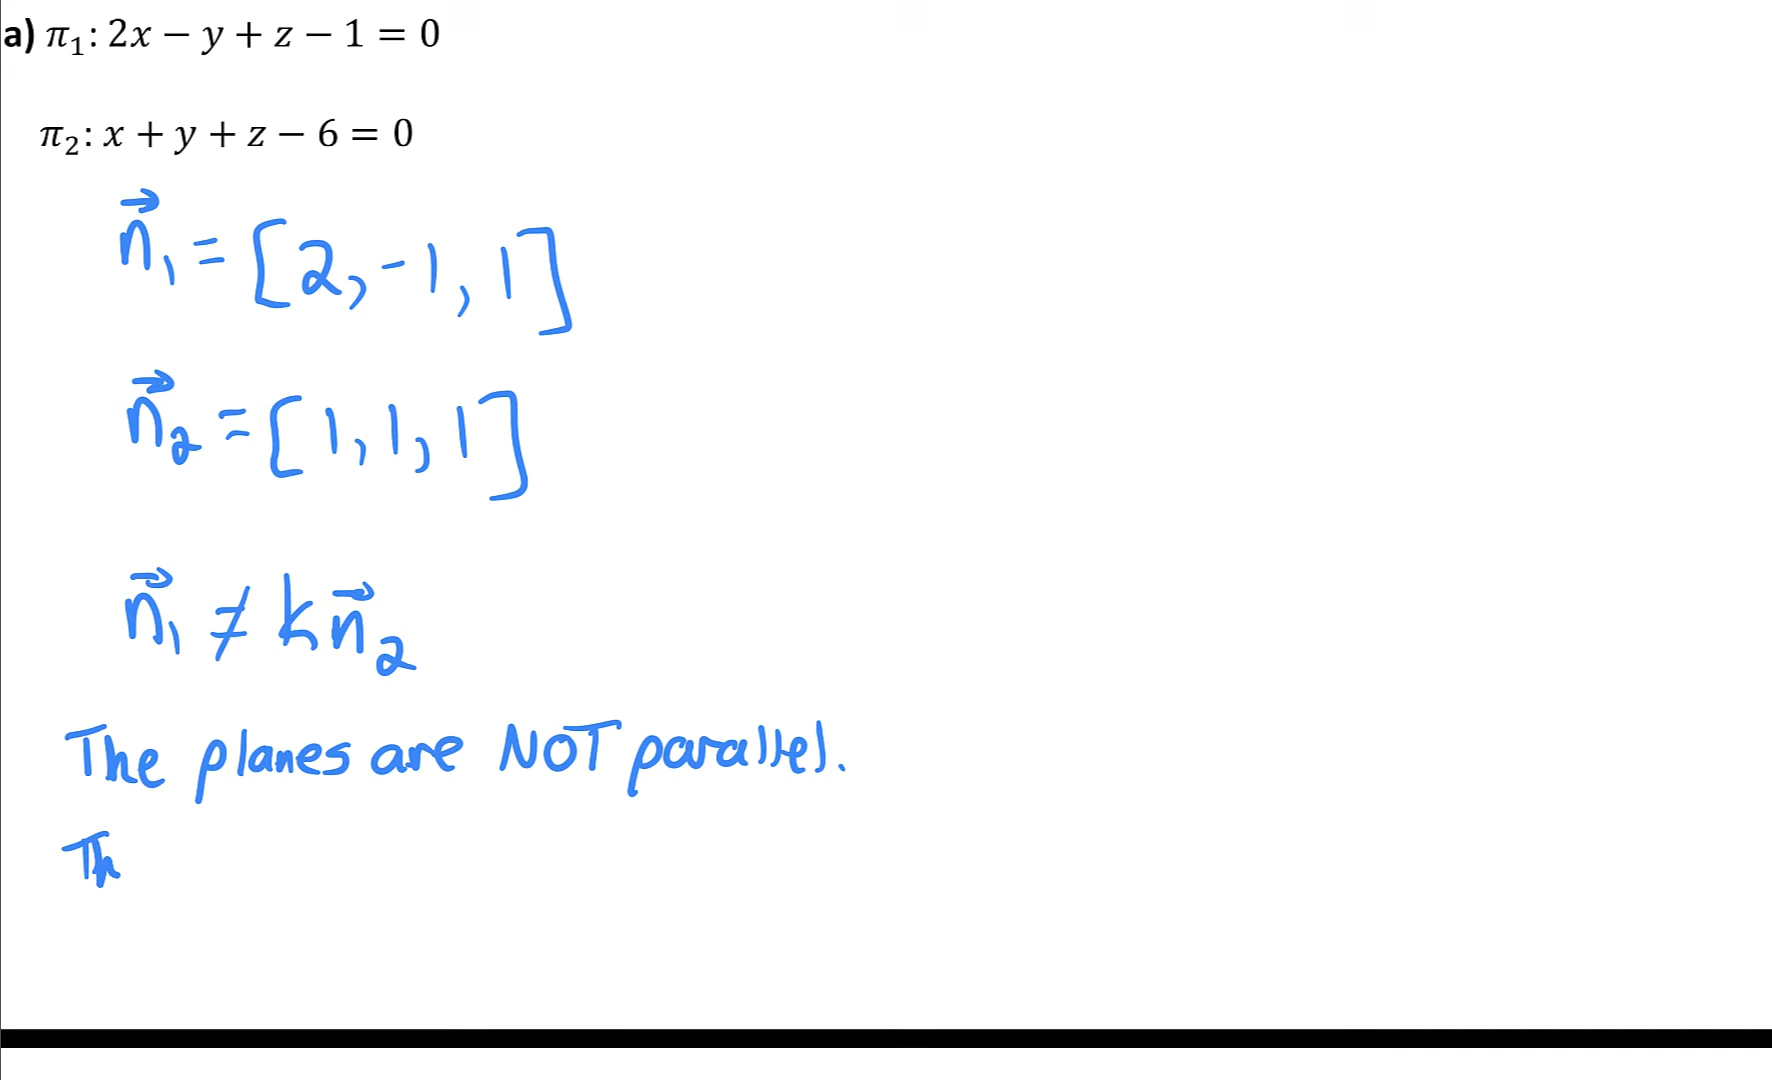 a) π₁: 2x − y + z − 1 = 0
π₂: x + y + z − 6 = 0
n⃗₁ = [2, -1, 1]
n⃗₂ = [1, 1, 1]
n⃗₁ ≠ kn⃗₂
The planes are NOT parallel.
Th